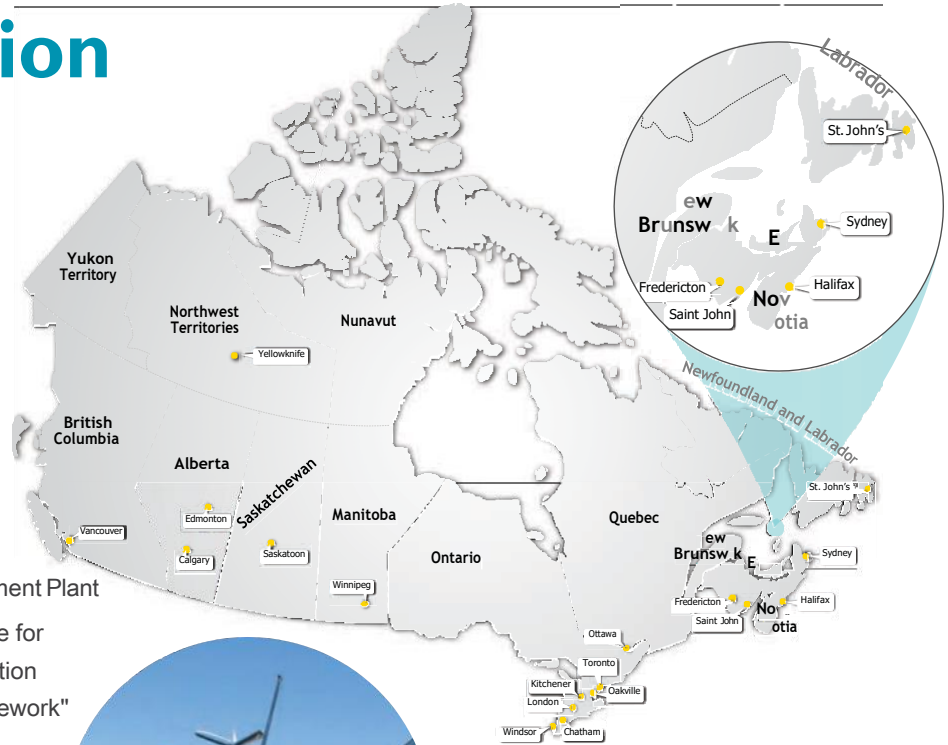 ion
Labrador
St. John's
ew
Brunsw k
E
Sydney
Fredericton
Halifax
Saint John
Nov
otia
Yukon
Territory
Northwest
Territories
Nunavut
Yellowknife
Newfoundland and Labrador
British
Columbia
Alberta
Saskatchewan
Manitoba
Ontario
Quebec
St. John's
Edmonton
Vancouver
Calgary
Saskatoon
Winnipeg
ew
Brunsw k
E
Sydney
Fredericton
Halifax
Saint John
No
otia
ment Plant
e for
tion
ework"
Ottawa
Toronto
Kitchener
Oakville
London
Windsor
Chatham